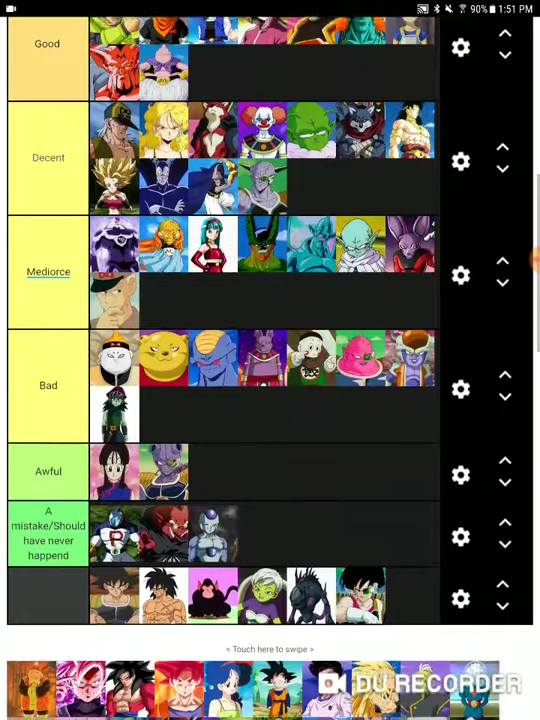 90% 1:51 PM
Good
Decent
Mediorce
Bad
Awful
A
mistake/Should
have never
happend
< Touch here to swipe >
DU RECORDER